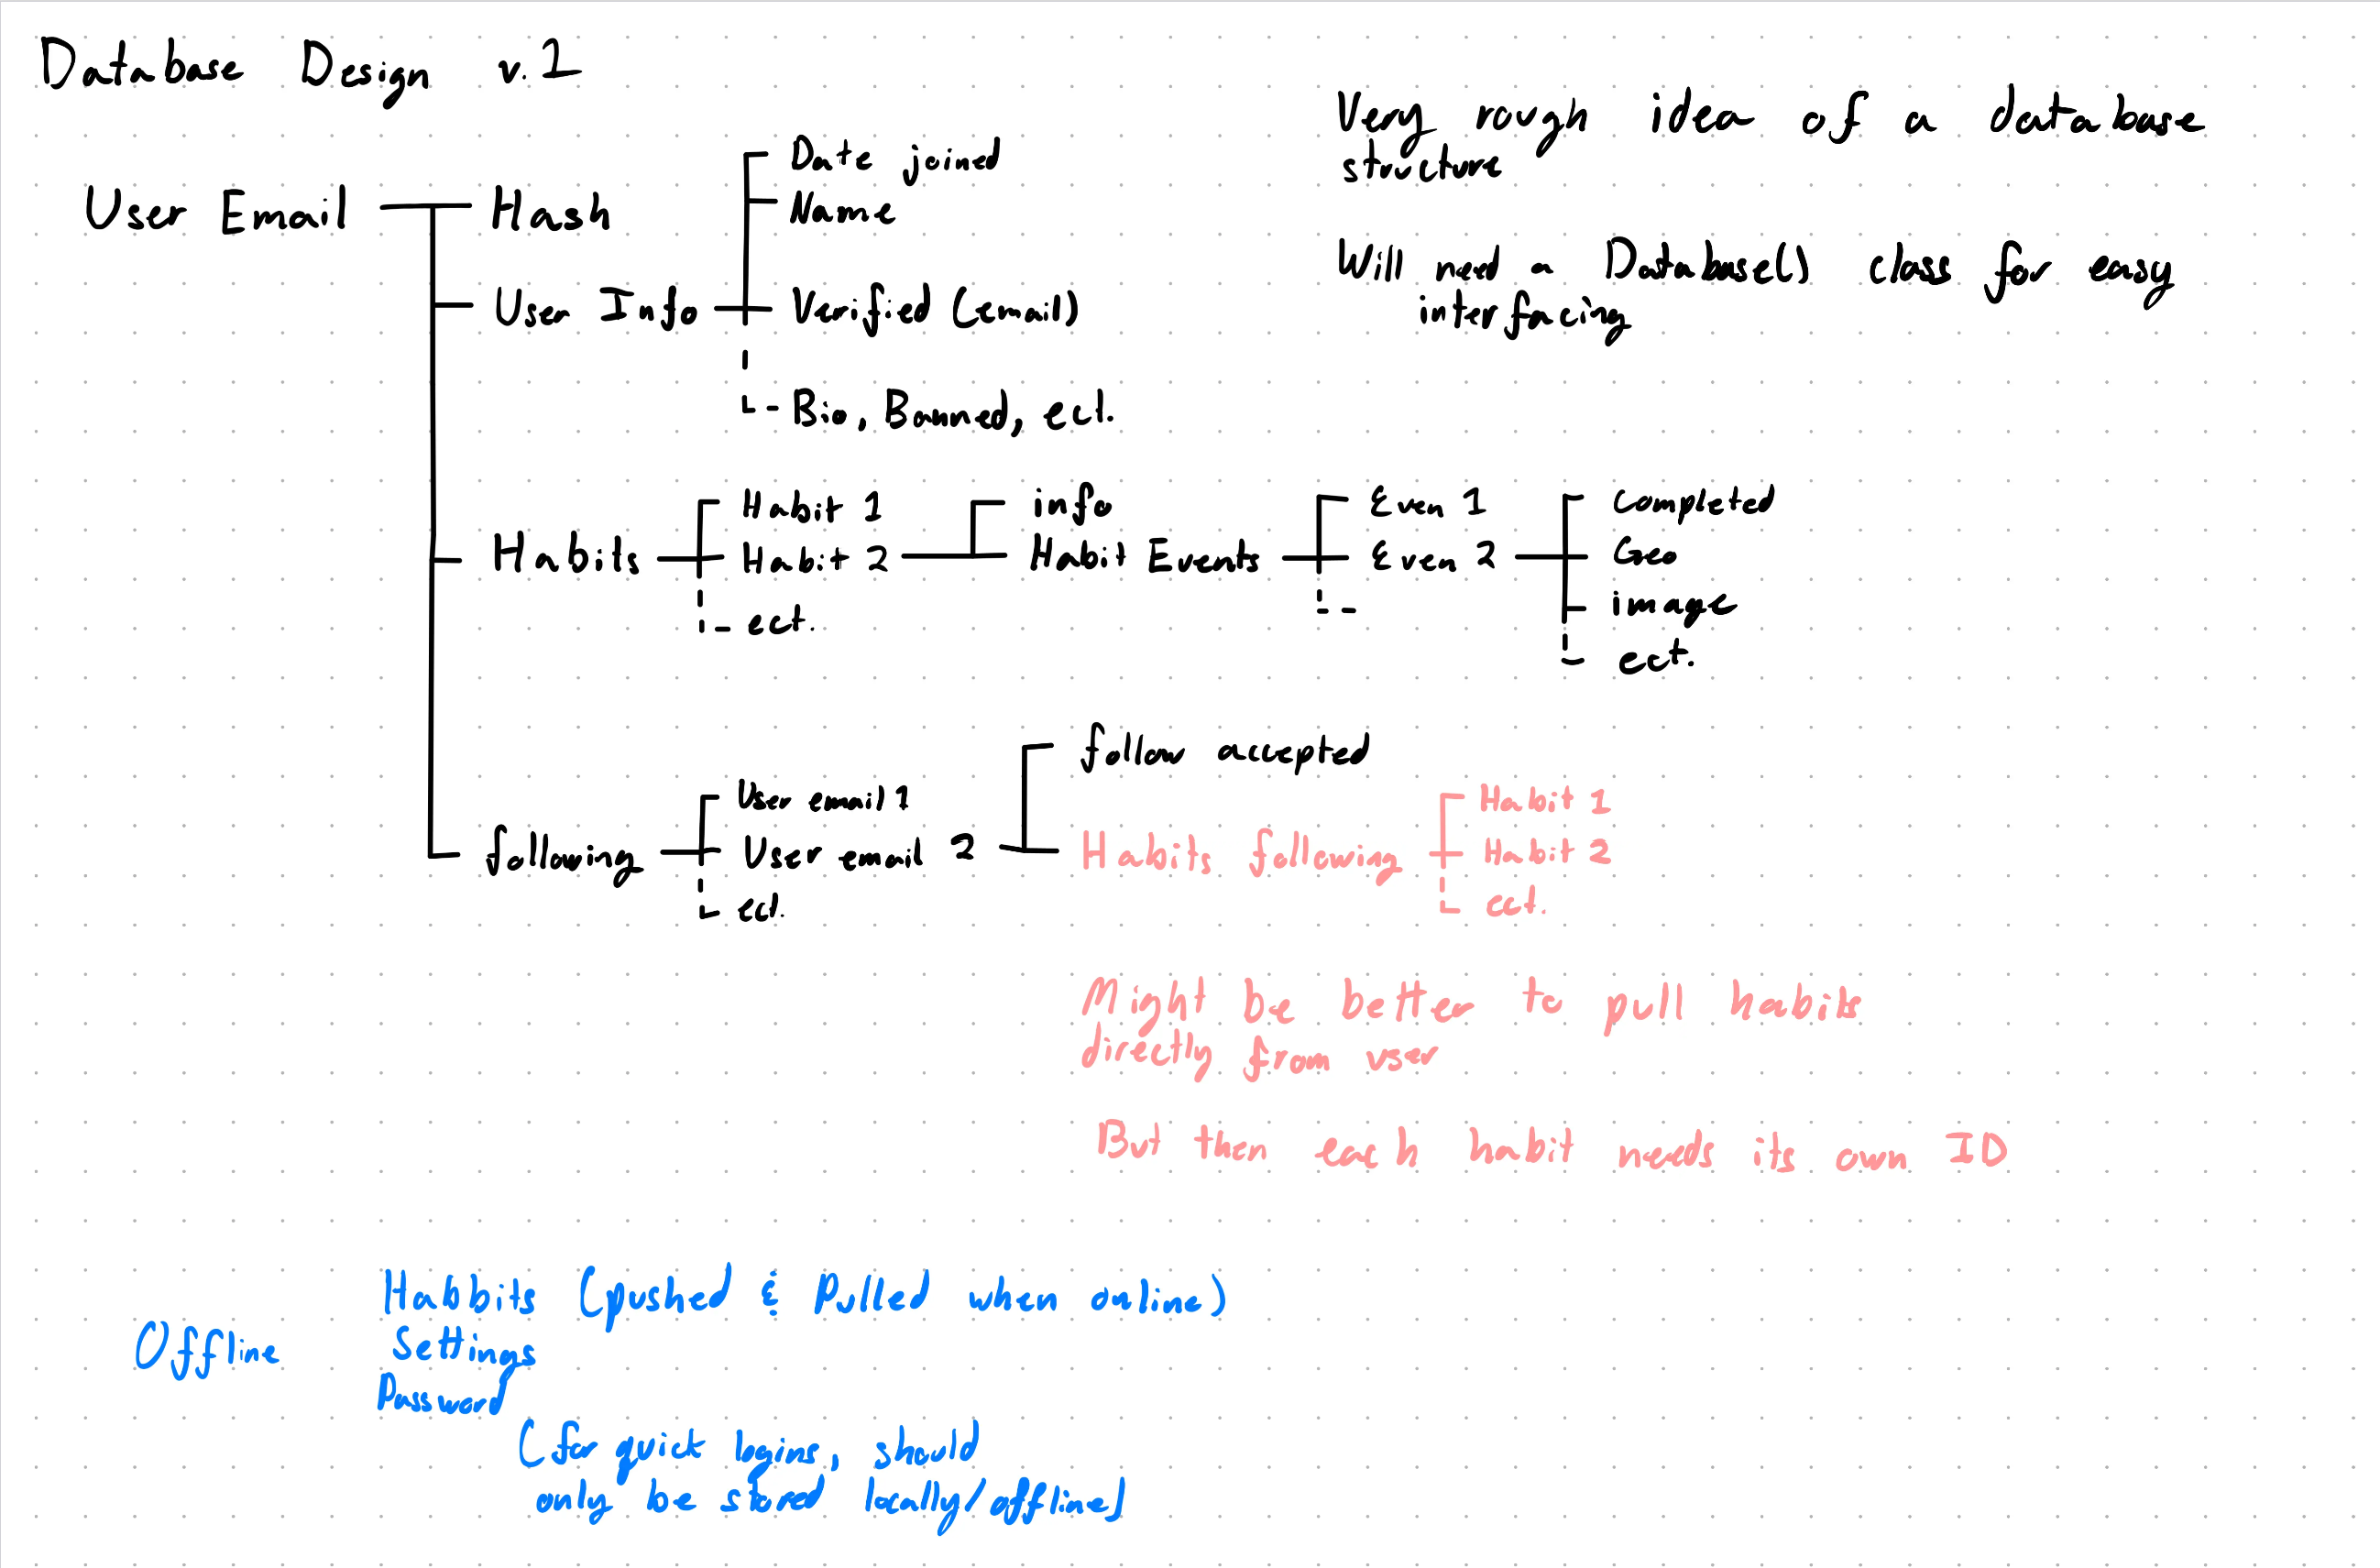 Database Design v.1
Very rough idea of a database
structure
Will need a Database() class for easy
interfacing
User Email
Hash
User Info
Date joined
Name
Verified (email)
Bio, Banned, ect.
Habits
Habit 1
Habit 2
ect.
info
Habit Events
Even 1
Even 2
Completed
Geo
image
ect.
following
User email 1
User email 2
ect.
follow accepted
Habits following
Habit 1
Habit 2
ect.
Might be better to pull habits
directly from user
But then each habit needs its own ID
Offline
Habbits (pushed & Pulled when online)
Settings
Password
(for quick logins, should
only be stored locally/offline)